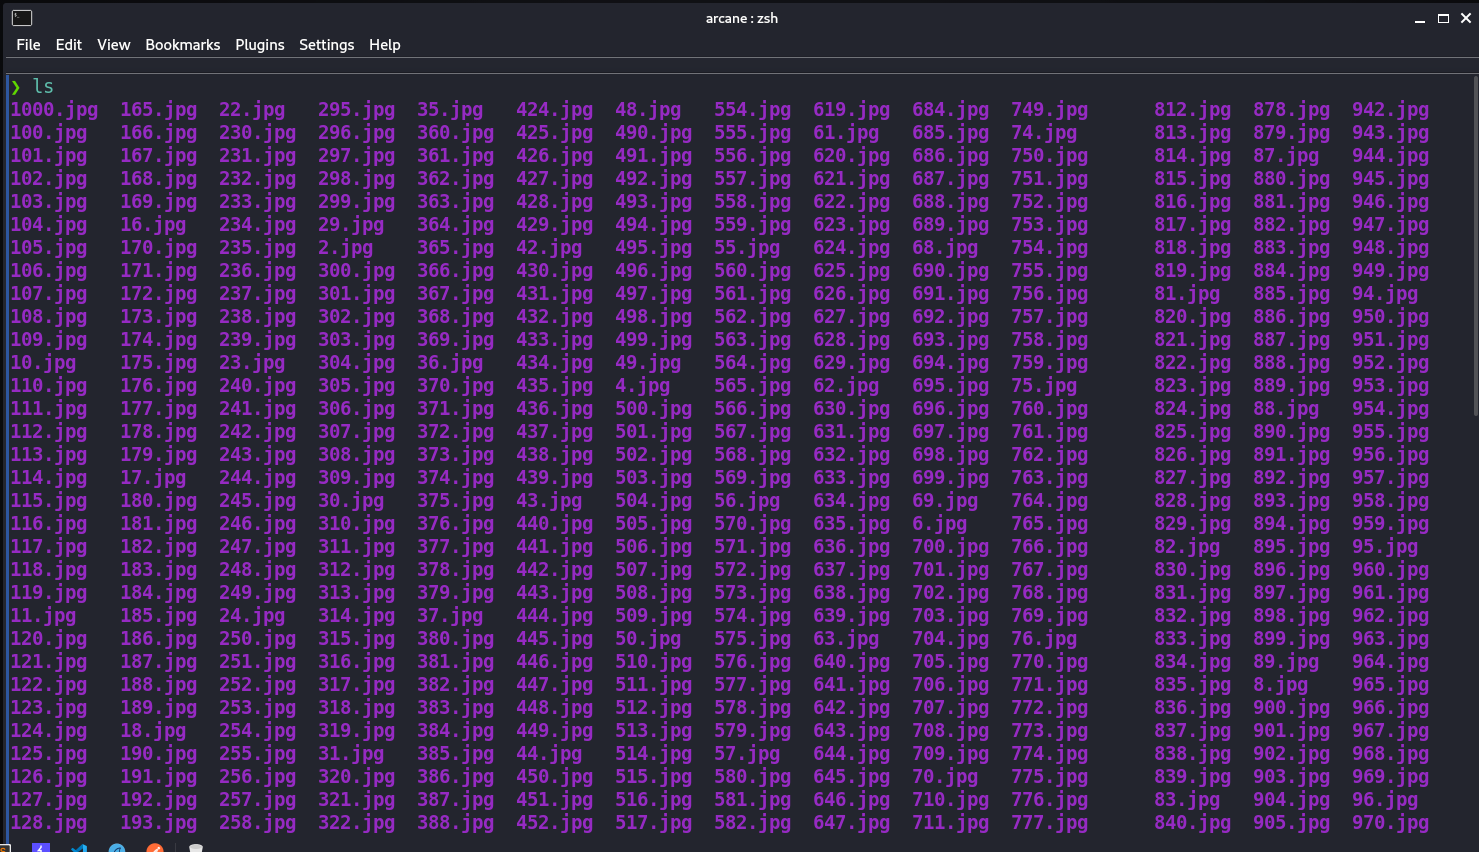 arcane : zsh
File Edit View Bookmarks Plugins Settings Help
❯ ls
1000.jpg 165.jpg 22.jpg 295.jpg 35.jpg 424.jpg 48.jpg 554.jpg 619.jpg 684.jpg 749.jpg 812.jpg 878.jpg 942.jpg
100.jpg 166.jpg 230.jpg 296.jpg 360.jpg 425.jpg 490.jpg 555.jpg 61.jpg 685.jpg 74.jpg 813.jpg 879.jpg 943.jpg
101.jpg 167.jpg 231.jpg 297.jpg 361.jpg 426.jpg 491.jpg 556.jpg 620.jpg 686.jpg 750.jpg 814.jpg 87.jpg 944.jpg
102.jpg 168.jpg 232.jpg 298.jpg 362.jpg 427.jpg 492.jpg 557.jpg 621.jpg 687.jpg 751.jpg 815.jpg 880.jpg 945.jpg
103.jpg 169.jpg 233.jpg 299.jpg 363.jpg 428.jpg 493.jpg 558.jpg 622.jpg 688.jpg 752.jpg 816.jpg 881.jpg 946.jpg
104.jpg 16.jpg 234.jpg 29.jpg 364.jpg 429.jpg 494.jpg 559.jpg 623.jpg 689.jpg 753.jpg 817.jpg 882.jpg 947.jpg
105.jpg 170.jpg 235.jpg 2.jpg 365.jpg 42.jpg 495.jpg 55.jpg 624.jpg 68.jpg 754.jpg 818.jpg 883.jpg 948.jpg
106.jpg 171.jpg 236.jpg 300.jpg 366.jpg 430.jpg 496.jpg 560.jpg 625.jpg 690.jpg 755.jpg 819.jpg 884.jpg 949.jpg
107.jpg 172.jpg 237.jpg 301.jpg 367.jpg 431.jpg 497.jpg 561.jpg 626.jpg 691.jpg 756.jpg 81.jpg 885.jpg 94.jpg
108.jpg 173.jpg 238.jpg 302.jpg 368.jpg 432.jpg 498.jpg 562.jpg 627.jpg 692.jpg 757.jpg 820.jpg 886.jpg 950.jpg
109.jpg 174.jpg 239.jpg 303.jpg 369.jpg 433.jpg 499.jpg 563.jpg 628.jpg 693.jpg 758.jpg 821.jpg 887.jpg 951.jpg
10.jpg 175.jpg 23.jpg 304.jpg 36.jpg 434.jpg 49.jpg 564.jpg 629.jpg 694.jpg 759.jpg 822.jpg 888.jpg 952.jpg
110.jpg 176.jpg 240.jpg 305.jpg 370.jpg 435.jpg 4.jpg 565.jpg 62.jpg 695.jpg 75.jpg 823.jpg 889.jpg 953.jpg
111.jpg 177.jpg 241.jpg 306.jpg 371.jpg 436.jpg 500.jpg 566.jpg 630.jpg 696.jpg 760.jpg 824.jpg 88.jpg 954.jpg
112.jpg 178.jpg 242.jpg 307.jpg 372.jpg 437.jpg 501.jpg 567.jpg 631.jpg 697.jpg 761.jpg 825.jpg 890.jpg 955.jpg
113.jpg 179.jpg 243.jpg 308.jpg 373.jpg 438.jpg 502.jpg 568.jpg 632.jpg 698.jpg 762.jpg 826.jpg 891.jpg 956.jpg
114.jpg 17.jpg 244.jpg 309.jpg 374.jpg 439.jpg 503.jpg 569.jpg 633.jpg 699.jpg 763.jpg 827.jpg 892.jpg 957.jpg
115.jpg 180.jpg 245.jpg 30.jpg 375.jpg 43.jpg 504.jpg 56.jpg 634.jpg 69.jpg 764.jpg 828.jpg 893.jpg 958.jpg
116.jpg 181.jpg 246.jpg 310.jpg 376.jpg 440.jpg 505.jpg 570.jpg 635.jpg 6.jpg 765.jpg 829.jpg 894.jpg 959.jpg
117.jpg 182.jpg 247.jpg 311.jpg 377.jpg 441.jpg 506.jpg 571.jpg 636.jpg 700.jpg 766.jpg 82.jpg 895.jpg 95.jpg
118.jpg 183.jpg 248.jpg 312.jpg 378.jpg 442.jpg 507.jpg 572.jpg 637.jpg 701.jpg 767.jpg 830.jpg 896.jpg 960.jpg
119.jpg 184.jpg 249.jpg 313.jpg 379.jpg 443.jpg 508.jpg 573.jpg 638.jpg 702.jpg 768.jpg 831.jpg 897.jpg 961.jpg
11.jpg 185.jpg 24.jpg 314.jpg 37.jpg 444.jpg 509.jpg 574.jpg 639.jpg 703.jpg 769.jpg 832.jpg 898.jpg 962.jpg
120.jpg 186.jpg 250.jpg 315.jpg 380.jpg 445.jpg 50.jpg 575.jpg 63.jpg 704.jpg 76.jpg 833.jpg 899.jpg 963.jpg
121.jpg 187.jpg 251.jpg 316.jpg 381.jpg 446.jpg 510.jpg 576.jpg 640.jpg 705.jpg 770.jpg 834.jpg 89.jpg 964.jpg
122.jpg 188.jpg 252.jpg 317.jpg 382.jpg 447.jpg 511.jpg 577.jpg 641.jpg 706.jpg 771.jpg 835.jpg 8.jpg 965.jpg
123.jpg 189.jpg 253.jpg 318.jpg 383.jpg 448.jpg 512.jpg 578.jpg 642.jpg 707.jpg 772.jpg 836.jpg 900.jpg 966.jpg
124.jpg 18.jpg 254.jpg 319.jpg 384.jpg 449.jpg 513.jpg 579.jpg 643.jpg 708.jpg 773.jpg 837.jpg 901.jpg 967.jpg
125.jpg 190.jpg 255.jpg 31.jpg 385.jpg 44.jpg 514.jpg 57.jpg 644.jpg 709.jpg 774.jpg 838.jpg 902.jpg 968.jpg
126.jpg 191.jpg 256.jpg 320.jpg 386.jpg 450.jpg 515.jpg 580.jpg 645.jpg 70.jpg 775.jpg 839.jpg 903.jpg 969.jpg
127.jpg 192.jpg 257.jpg 321.jpg 387.jpg 451.jpg 516.jpg 581.jpg 646.jpg 710.jpg 776.jpg 83.jpg 904.jpg 96.jpg
128.jpg 193.jpg 258.jpg 322.jpg 388.jpg 452.jpg 517.jpg 582.jpg 647.jpg 711.jpg 777.jpg 840.jpg 905.jpg 970.jpg